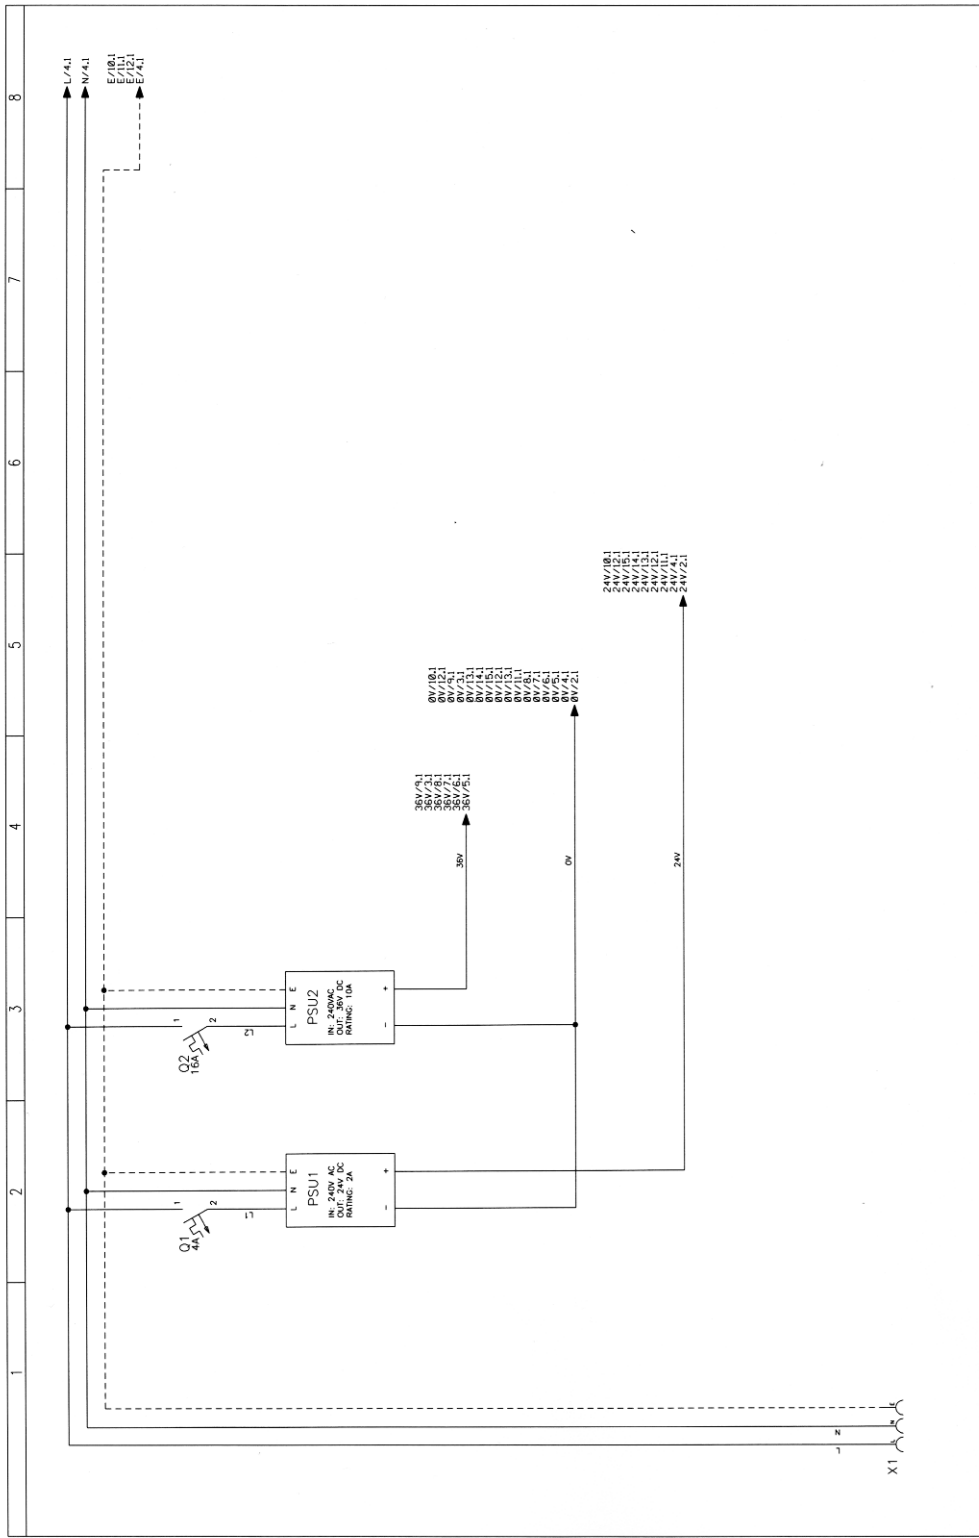 1
2
3
4
5
6
7
8
L/4.1
N/4.1
E/10.1
E/11.1
E/12.1
E/4.1
1
2
Q1
4A
L1
L N E
PSU1
IN: 240V AC
OUT: 24V DC
RATING: 2A
- +
1
2
Q2
16A
L2
L N E
PSU2
IN: 240VAC
OUT: 36V DC
RATING: 10A
- +
36V/9.1
36V/3.1
36V/8.1
36V/7.1
36V/6.1
36V/5.1
36V
0V/10.1
0V/12.1
0V/9.1
0V/3.1
0V/13.1
0V/14.1
0V/15.1
0V/12.1
0V/13.1
0V/11.1
0V/8.1
0V/7.1
0V/6.1
0V/5.1
0V/4.1
0V/2.1
0V
24V/10.1
24V/12.1
24V/15.1
24V/14.1
24V/13.1
24V/12.1
24V/11.1
24V/4.1
24V/2.1
24V
L
N
L N E
X1